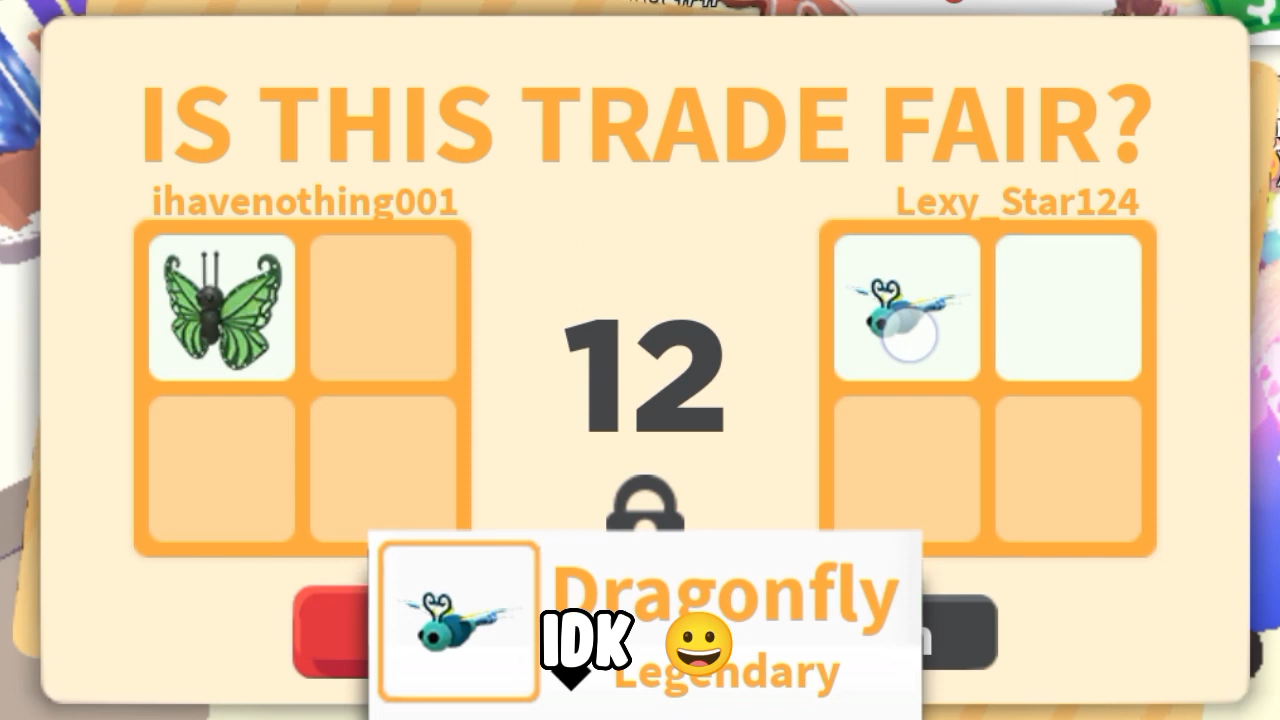 IS THIS TRADE FAIR?
ihavenothing001
Lexy_Star124
12
Dragonfly
IDK 😀
Legendary